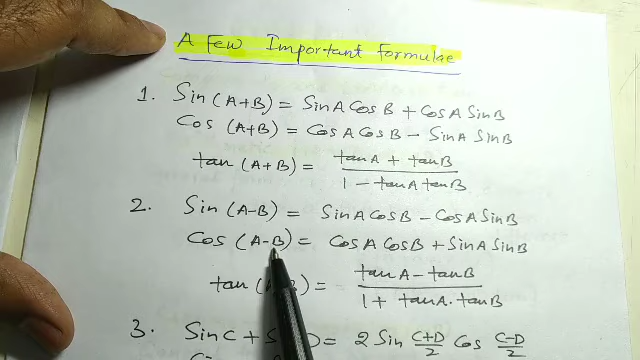 A Few Important Formulae
1. Sin (A+B) = SinA CosB + CosA SinB
Cos (A+B) = CosA CosB - SinA SinB
tan (A+B) = tanA + tanB / 1 - tanA tanB
2. Sin (A-B) = SinA CosB - CosA SinB
Cos (A-B) = CosA CosB + SinA SinB
tan ( B) = tanA - tanB / 1 + tanA. tanB
3. SinC + S D = 2 Sin C+D/2 Cos C-D/2